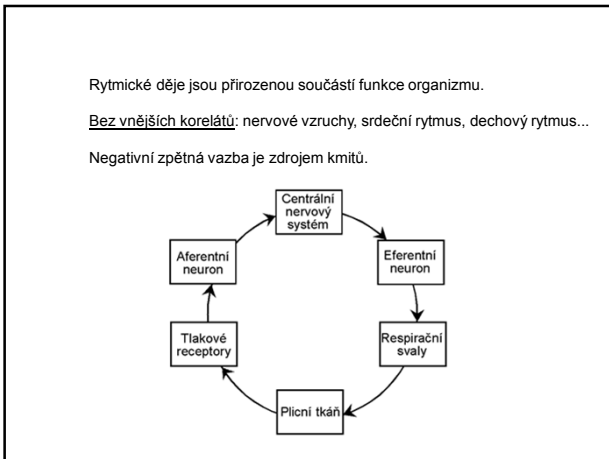 Rytmické děje jsou přirozenou součástí funkce organizmu.
Bez vnějších korelátů: nervové vzruchy, srdeční rytmus, dechový rytmus...
Negativní zpětná vazba je zdrojem kmitů.
Centrální
nervový
systém
Aferentní
neuron
Eferentní
neuron
Tlakové
receptory
Respirační
svaly
Plicní tkáň